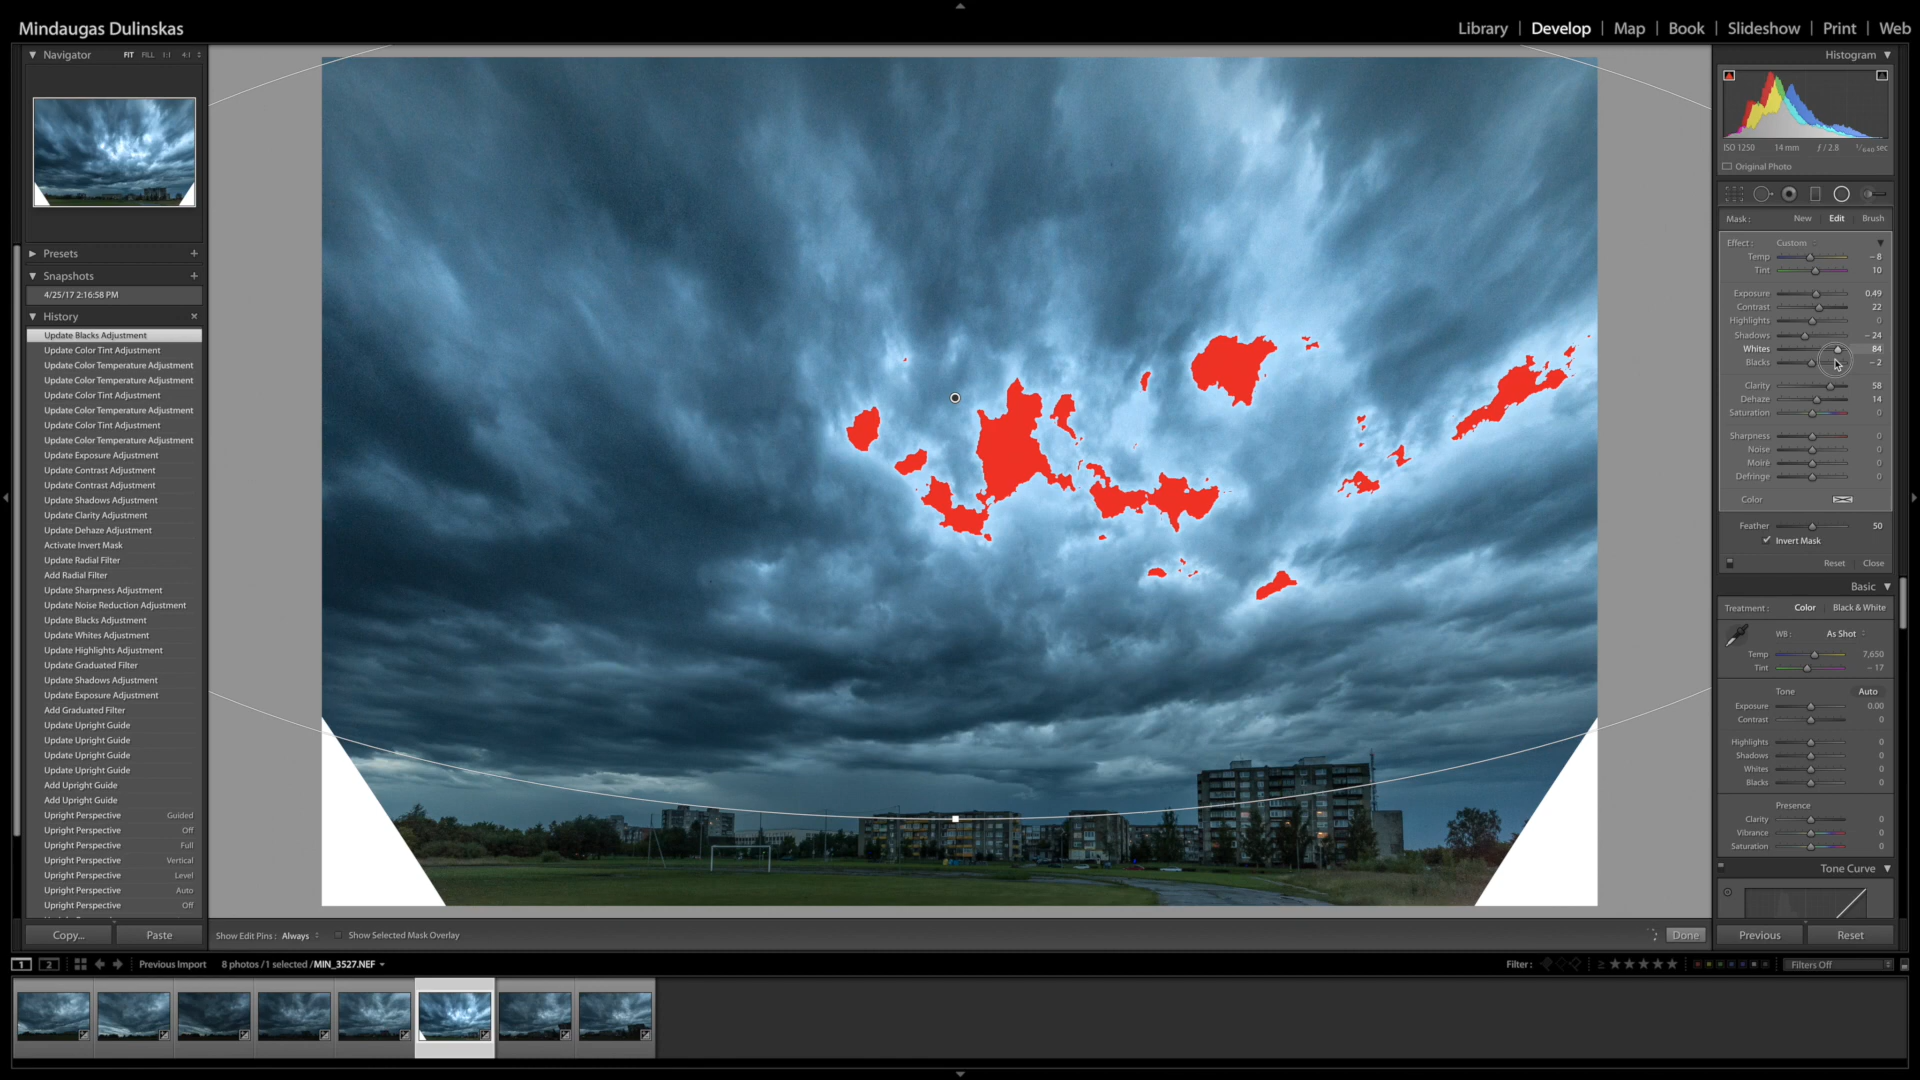 Mindaugas Dulinskas
Library | Develop | Map | Book | Slideshow | Print | Web
Navigator FIT FILL 1:1 4:1
Presets
Snapshots
4/25/17 2:16:58 PM
History
Update Blacks Adjustment
Update Color Tint Adjustment
Update Color Temperature Adjustment
Update Color Temperature Adjustment
Update Color Tint Adjustment
Update Color Temperature Adjustment
Update Color Tint Adjustment
Update Color Temperature Adjustment
Update Exposure Adjustment
Update Contrast Adjustment
Update Contrast Adjustment
Update Shadows Adjustment
Update Clarity Adjustment
Update Dehaze Adjustment
Activate Invert Mask
Update Radial Filter
Add Radial Filter
Update Sharpness Adjustment
Update Noise Reduction Adjustment
Update Blacks Adjustment
Update Whites Adjustment
Update Highlights Adjustment
Update Graduated Filter
Update Shadows Adjustment
Update Exposure Adjustment
Add Graduated Filter
Update Upright Guide
Update Upright Guide
Update Upright Guide
Update Upright Guide
Add Upright Guide
Add Upright Guide
Upright Perspective Guided
Upright Perspective Off
Upright Perspective Full
Upright Perspective Vertical
Upright Perspective Level
Upright Perspective Auto
Upright Perspective Off
Copy... Paste
Show Edit Pins : Always Show Selected Mask Overlay Done
Histogram
ISO 1250 14 mm ƒ / 2.8 1/640 sec
Original Photo
Mask : New Edit Brush
Effect : Custom
Temp – 8
Tint 10
Exposure 0.49
Contrast 22
Highlights 0
Shadows – 24
Whites 84
Blacks – 2
Clarity 58
Dehaze 14
Saturation 0
Sharpness 0
Noise 0
Moiré 0
Defringe 0
Color
Feather 50
Invert Mask
Reset Close
Basic
Treatment : Color Black & White
WB : As Shot
Temp 7,650
Tint – 17
Tone Auto
Exposure 0.00
Contrast 0
Highlights 0
Shadows 0
Whites 0
Blacks 0
Presence
Clarity 0
Vibrance 0
Saturation 0
Tone Curve
Previous Reset
1 2 Previous Import 8 photos /1 selected /MIN_3527.NEF Filter : ≥ Filters Off